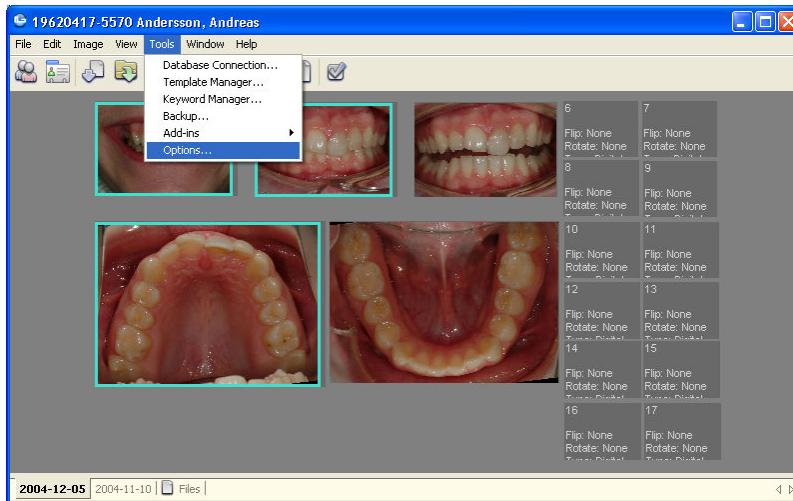 19620417-5570 Andersson, Andreas
File Edit Image View Tools Window Help
Database Connection...
Template Manager...
Keyword Manager...
Backup...
Add-ins
Options...
6 7
Flip: None Flip: None
Rotate: None Rotate: None
8 9
Flip: None Flip: None
Rotate: None Rotate: None
10 11
Flip: None Flip: None
Rotate: None Rotate: None
12 13
Flip: None Flip: None
Rotate: None Rotate: None
14 15
Flip: None Flip: None
Rotate: None Rotate: None
16 17
Flip: None Flip: None
Rotate: None Rotate: None
2004-12-05 2004-11-10 Files